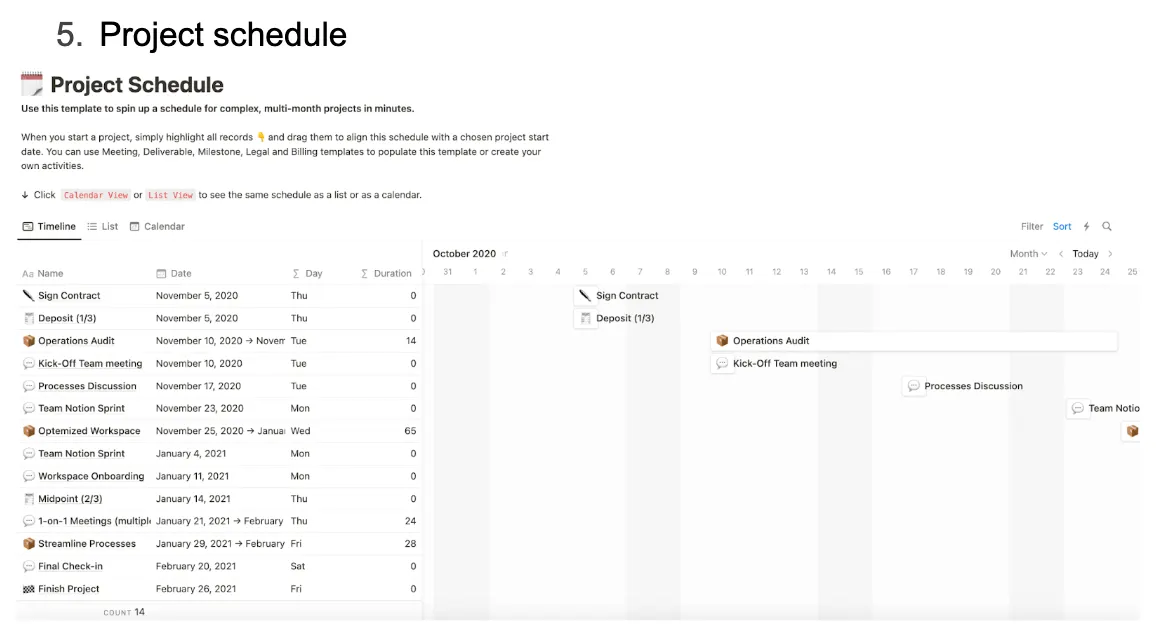 5. Project schedule
Project Schedule
Use this template to spin up a schedule for complex, multi-month projects in minutes.
When you start a project, simply highlight all records 👇 and drag them to align this schedule with a chosen project start
date. You can use Meeting, Deliverable, Milestone, Legal and Billing templates to populate this template or create your
own activities.
↓ Click Calendar View or List View to see the same schedule as a list or as a calendar.
Timeline List Calendar Filter Sort
October 2020 Month Today
Aa Name Date Σ Day Σ Duration 31 1 2 3 4 5 6 7 8 9 10 11 12 13 14 15 16 17 18 19 20 21 22 23 24 25
Sign Contract November 5, 2020 Thu 0 Sign Contract
Deposit (1/3) November 5, 2020 Thu 0 Deposit (1/3)
Operations Audit November 10, 2020 → Novem Tue 14 Operations Audit
Kick-Off Team meeting November 10, 2020 Tue 0 Kick-Off Team meeting
Processes Discussion November 17, 2020 Tue 0 Processes Discussion
Team Notion Sprint November 23, 2020 Mon 0 Team Notio
Optemized Workspace November 25, 2020 → Januar Wed 65
Team Notion Sprint January 4, 2021 Mon 0
Workspace Onboarding January 11, 2021 Mon 0
Midpoint (2/3) January 14, 2021 Thu 0
1-on-1 Meetings (multiple January 21, 2021 → February Thu 24
Streamline Processes January 29, 2021 → February Fri 28
Final Check-in February 20, 2021 Sat 0
Finish Project February 26, 2021 Fri 0
COUNT 14